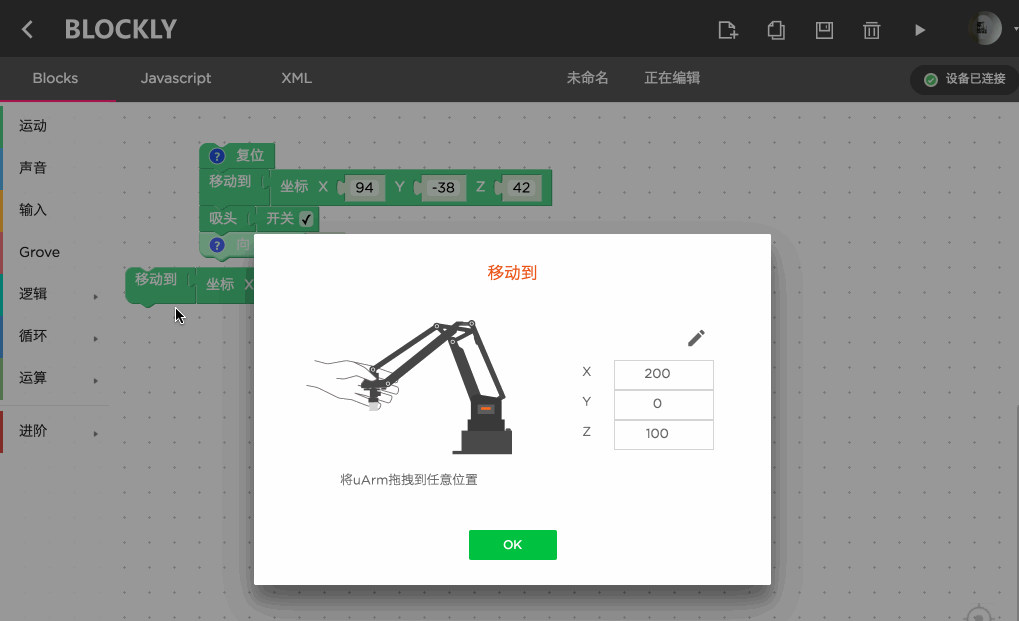 BLOCKLY
Blocks Javascript XML 未命名 正在编辑 设备已连接
运动
声音
输入
Grove
逻辑
循环
运算
进阶
? 复位
移动到 坐标 X 94 Y -38 Z 42
吸头 开关
? 向
移动到 坐标 X
移动到
X 200
Y 0
Z 100
将uArm拖拽到任意位置
OK